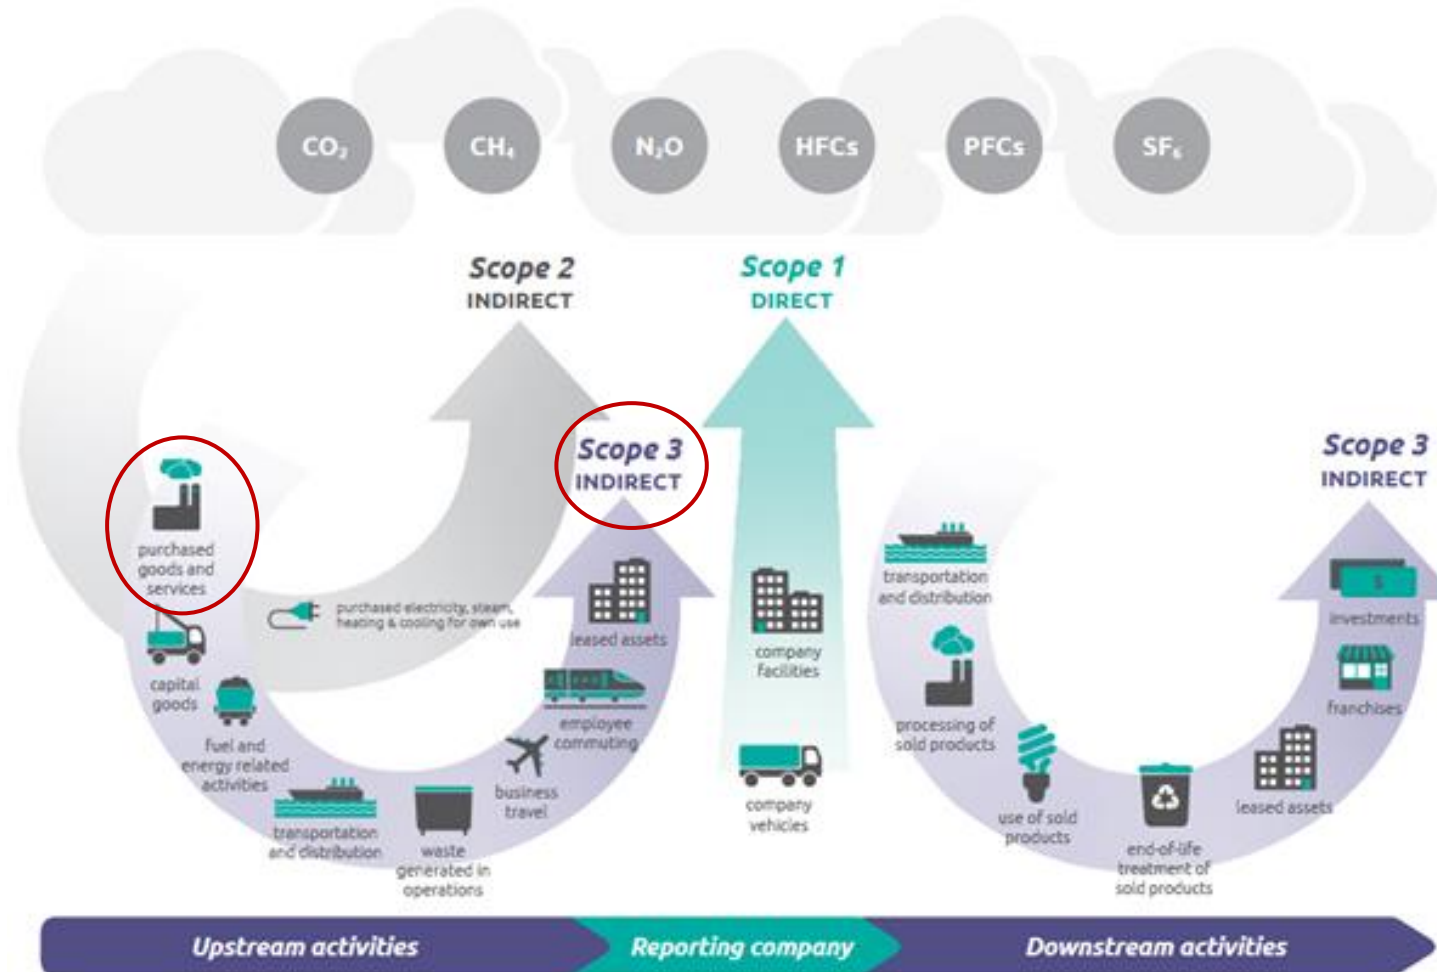 CO₂
CH₄
N₂O
HFCs
PFCs
SF₆
Scope 2
INDIRECT
Scope 1
DIRECT
Scope 3
INDIRECT
Scope 3
INDIRECT
purchased
goods and
services
purchased electricity, steam,
heating & cooling for own use
capital
goods
fuel and
energy related
activities
transportation
and distribution
waste
generated in
operations
business
travel
employee
commuting
leased assets
company
facilities
company
vehicles
transportation
and distribution
processing of
sold products
use of sold
products
end-of-life
treatment of
sold products
leased assets
franchises
$
investments
Upstream activities
Reporting company
Downstream activities